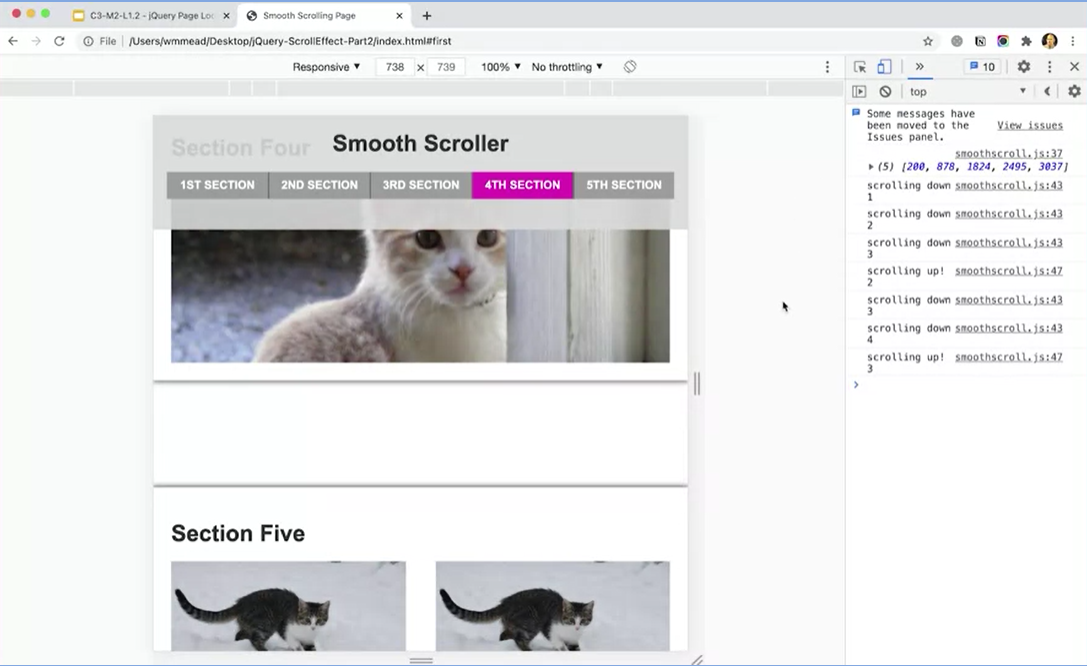 C3-M2-L1.2 - jQuery Page Loc
Smooth Scrolling Page
File /Users/wmmead/Desktop/jQuery-ScrollEffect-Part2/index.html#first
Responsive 738 x 739 100% No throttling
10
top
Section Four
Smooth Scroller
1ST SECTION 2ND SECTION 3RD SECTION 4TH SECTION 5TH SECTION
Section Five
Some messages have
been moved to the View issues
Issues panel.
smoothscroll.js:37
(5) [200, 878, 1824, 2495, 3037]
scrolling down smoothscroll.js:43
1
scrolling down smoothscroll.js:43
2
scrolling down smoothscroll.js:43
3
scrolling up! smoothscroll.js:47
2
scrolling down smoothscroll.js:43
3
scrolling down smoothscroll.js:43
4
scrolling up! smoothscroll.js:47
3